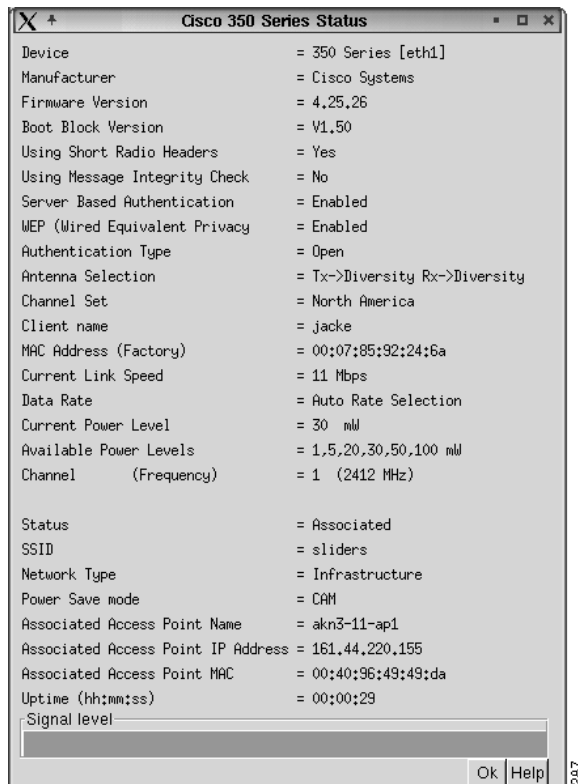 Cisco 350 Series Status
Device = 350 Series [eth1]
Manufacturer = Cisco Systems
Firmware Version = 4.25.26
Boot Block Version = V1.50
Using Short Radio Headers = Yes
Using Message Integrity Check = No
Server Based Authentication = Enabled
WEP (Wired Equivalent Privacy = Enabled
Authentication Type = Open
Antenna Selection = Tx->Diversity Rx->Diversity
Channel Set = North America
Client name = jacke
MAC Address (Factory) = 00:07:85:92:24:6a
Current Link Speed = 11 Mbps
Data Rate = Auto Rate Selection
Current Power Level = 30 mW
Available Power Levels = 1,5,20,30,50,100 mW
Channel (Frequency) = 1 (2412 MHz)
Status = Associated
SSID = sliders
Network Type = Infrastructure
Power Save mode = CAM
Associated Access Point Name = akn3-11-ap1
Associated Access Point IP Address = 161.44.220.155
Associated Access Point MAC = 00:40:96:49:49:da
Uptime (hh:mm:ss) = 00:00:29
Signal level
Ok Help